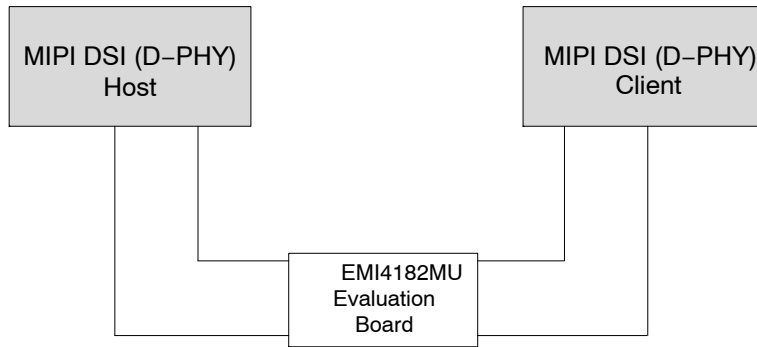 MIPI DSI (D−PHY)
Host
MIPI DSI (D−PHY)
Client
EMI4182MU
Evaluation
Board